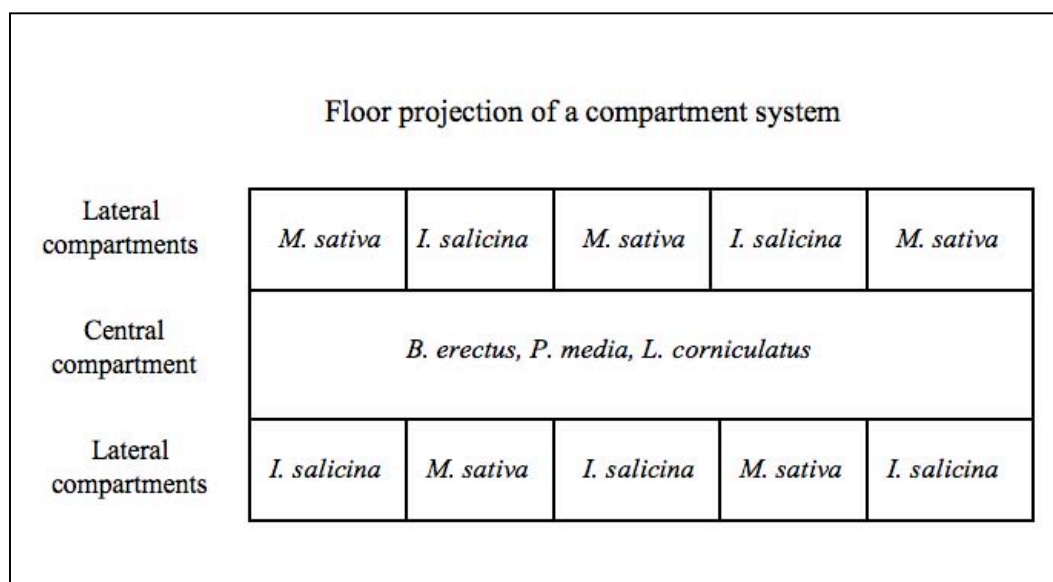 Floor projection of a compartment system
Lateral
compartments
M. sativa
I. salicina
M. sativa
I. salicina
M. sativa
Central
compartment
B. erectus, P. media, L. corniculatus
Lateral
compartments
I. salicina
M. sativa
I. salicina
M. sativa
I. salicina